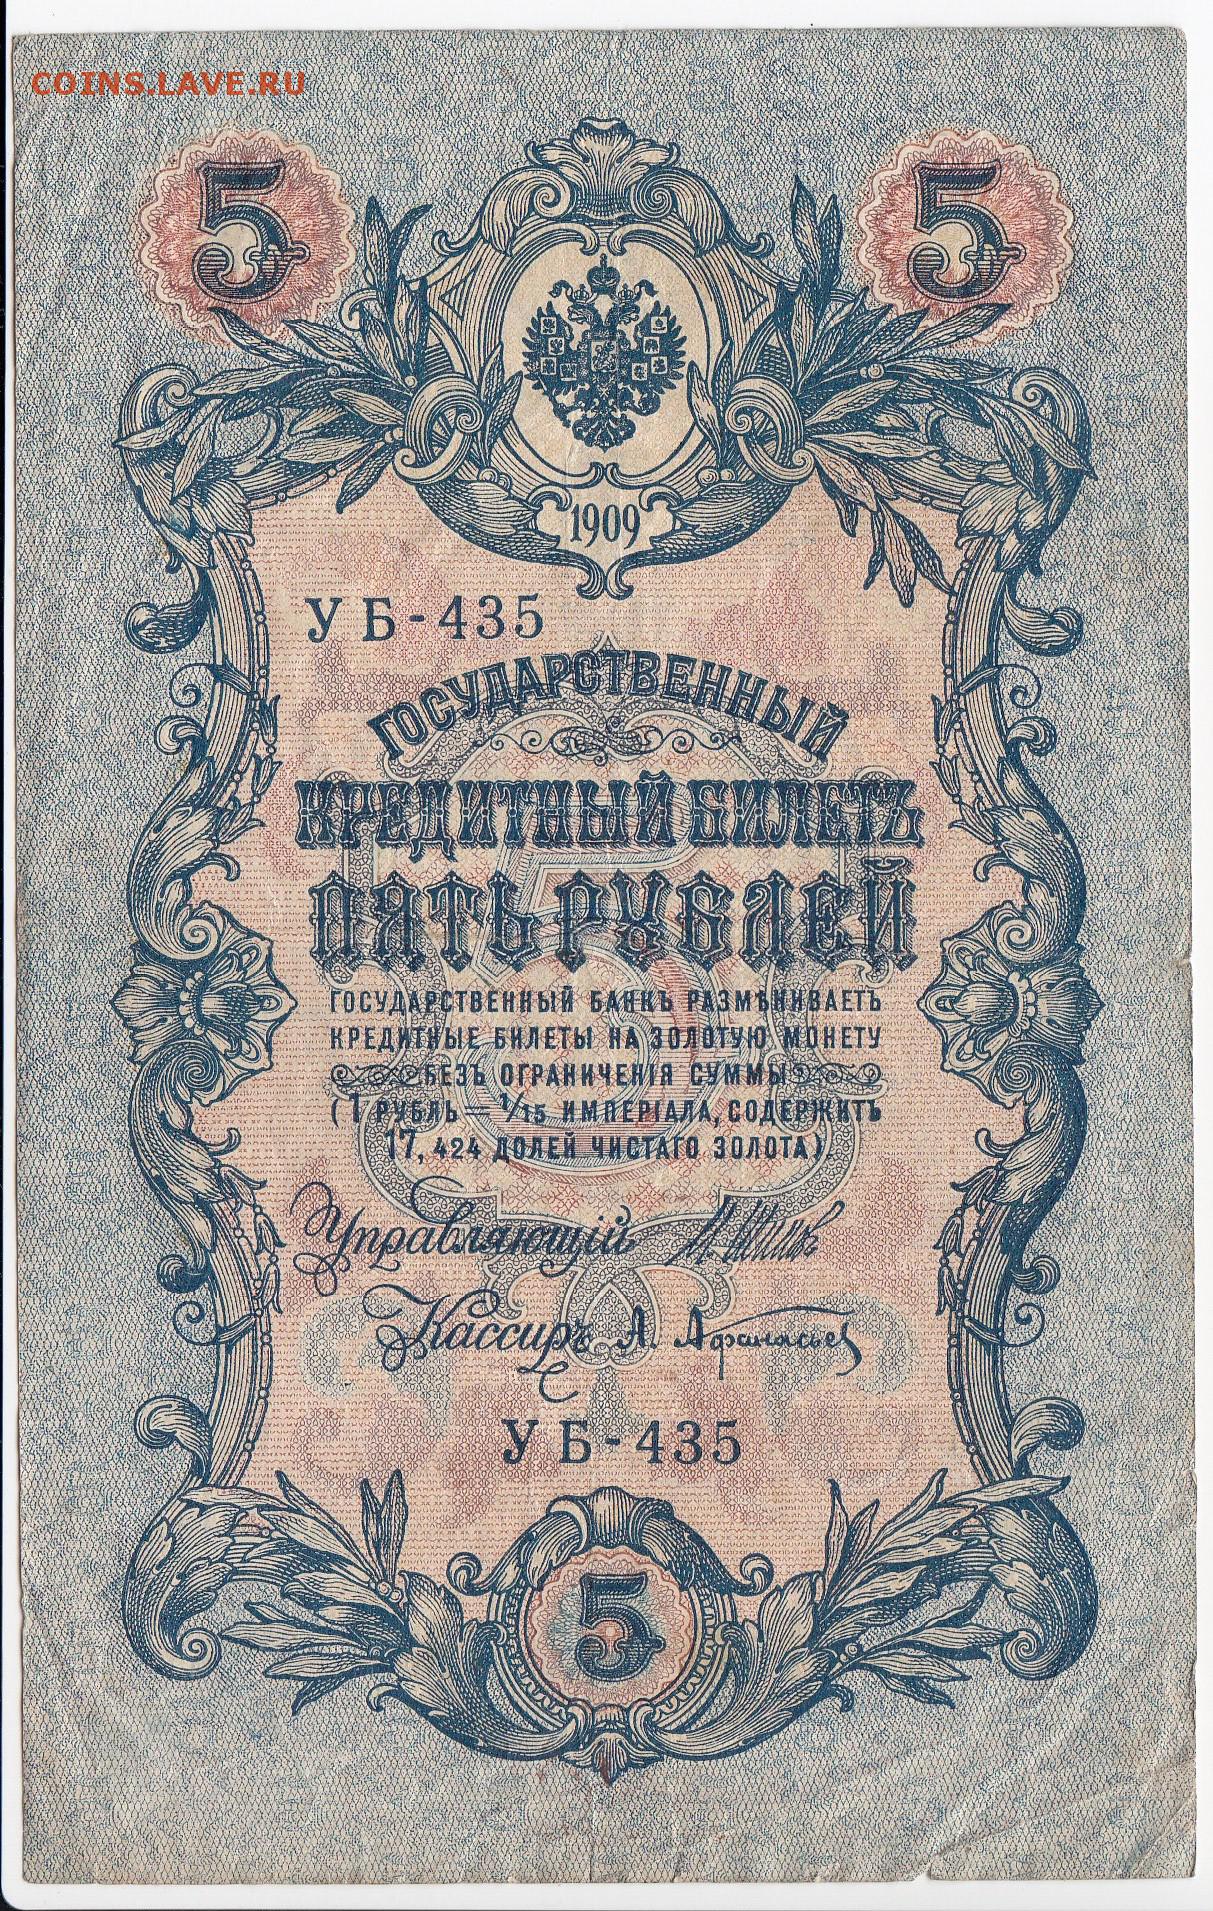 COINS.LAVE.RU
5 5
1909
УБ-435
ГОСУДАРСТВЕННЫЙ
КРЕДИТНЫЙ БИЛЕТЪ
ПЯТЬ РУБЛЕЙ
ГОСУДАРСТВЕННЫЙ БАНКЪ РАЗМѢНИВАЕТЪ
КРЕДИТНЫЕ БИЛЕТЫ НА ЗОЛОТУЮ МОНЕТУ
БЕЗЪ ОГРАНИЧЕНІЯ СУММЫ
(1 РУБЛЬ = 1/15 ИМПЕРІАЛА, СОДЕРЖИТЪ
17,424 ДОЛЕЙ ЧИСТАГО ЗОЛОТА).
Управляющій И. Шипов
Кассиръ А. Афанасьев
УБ-435
5